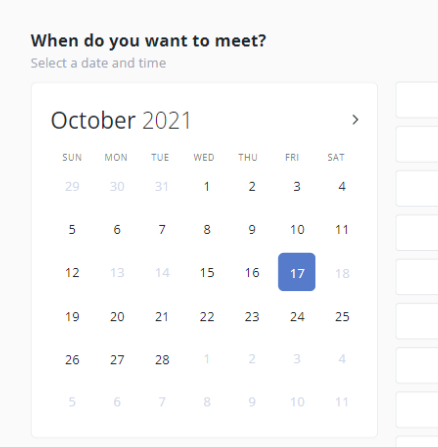 When do you want to meet?
Select a date and time
October 2021 >
SUN MON TUE WED THU FRI SAT
29 30 31 1 2 3 4
5 6 7 8 9 10 11
12 13 14 15 16 17 18
19 20 21 22 23 24 25
26 27 28 1 2 3 4
5 6 7 8 9 10 11